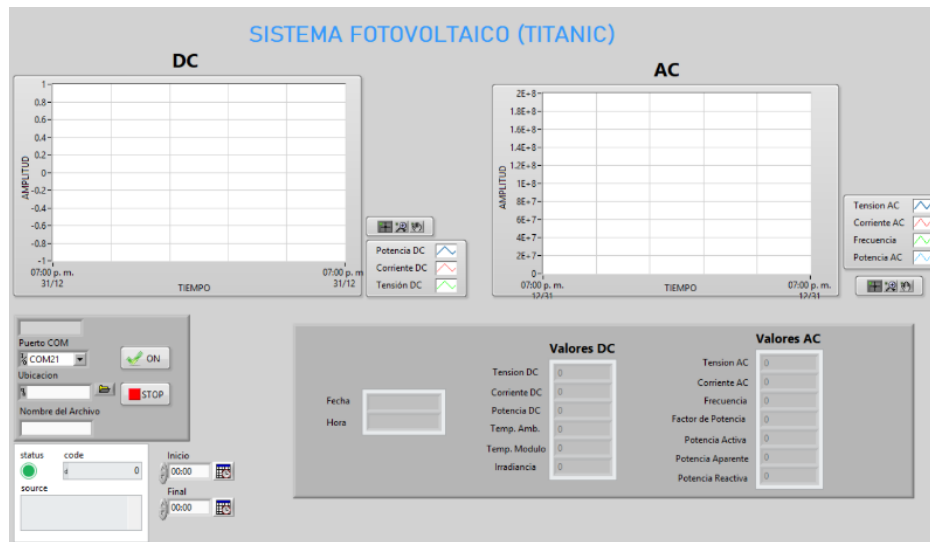 SISTEMA FOTOVOLTAICO (TITANIC)
DC
1
0.8
0.6
0.4
0.2
0
-0.2
-0.4
-0.6
-0.8
-1
AMPLITUD
07:00 p. m.
31/12
TIEMPO
07:00 p. m
31/12
Potencia DC
Corriente DC
Tensión DC
AC
2E+8
1.8E+8
1.6E+8
1.4E+8
1.2E+8
1E+8
8E+7
6E+7
4E+7
2E+7
0
AMPLITUD
07:00 p. m.
12/31
TIEMPO
07:00 p. m.
12/31
Tension AC
Corriente AC
Frecuencia
Potencia AC
Puerto COM
COM21
ON
Ubicacion
STOP
Nombre del Archivo
status code
d 0
source
Inicio
00:00
Final
00:00
Fecha
Hora
Valores DC
Tension DC 0
Corriente DC 0
Potencia DC 0
Temp. Amb. 0
Temp. Modulo 0
Irradiancia 0
Valores AC
Tension AC 0
Corriente AC 0
Frecuencia 0
Factor de Potencia 0
Potencia Activa 0
Potencia Aparente 0
Potencia Reactiva 0